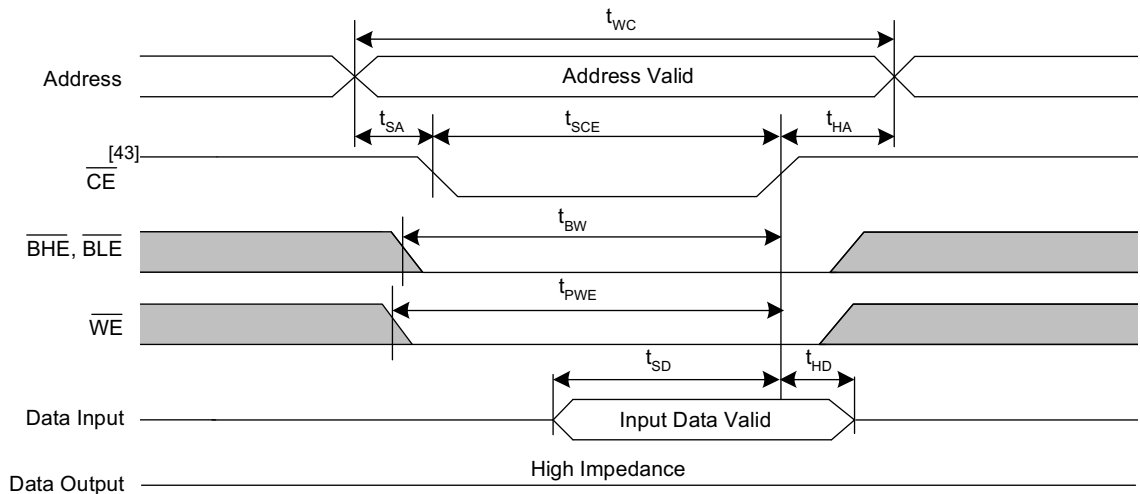 tWC
Address
Address Valid
tSA
tSCE
tHA
[43]
CE
tBW
BHE, BLE
tPWE
WE
tSD
tHD
Data Input
Input Data Valid
High Impedance
Data Output